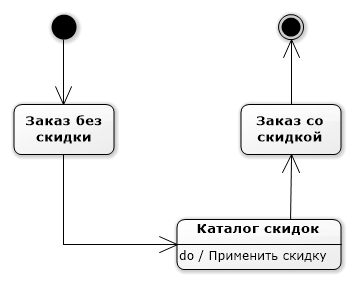 Заказ без
скидки
Заказ со
скидкой
Каталог скидок
do / Применить скидку